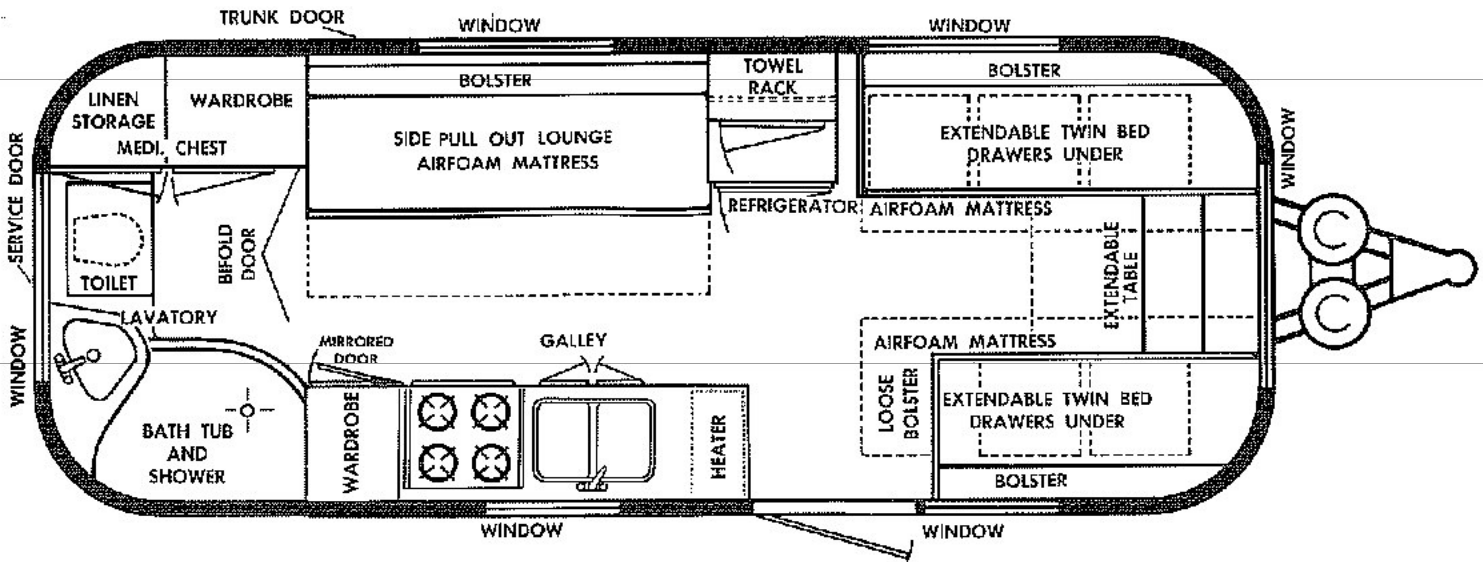 TRUNK DOOR
WINDOW
WINDOW
BOLSTER
TOWEL
RACK
BOLSTER
LINEN
STORAGE
WARDROBE
MEDI. CHEST
SIDE PULL OUT LOUNGE
AIRFOAM MATTRESS
EXTENDABLE TWIN BED
DRAWERS UNDER
WINDOW
SERVICE DOOR
TOILET
BIFOLD
DOOR
REFRIGERATOR
AIRFOAM MATTRESS
EXTENDABLE
TABLE
LAVATORY
WINDOW
MIRRORED
DOOR
GALLEY
AIRFOAM MATTRESS
BATH TUB
AND
SHOWER
WARDROBE
HEATER
LOOSE
BOLSTER
EXTENDABLE TWIN BED
DRAWERS UNDER
BOLSTER
WINDOW
WINDOW